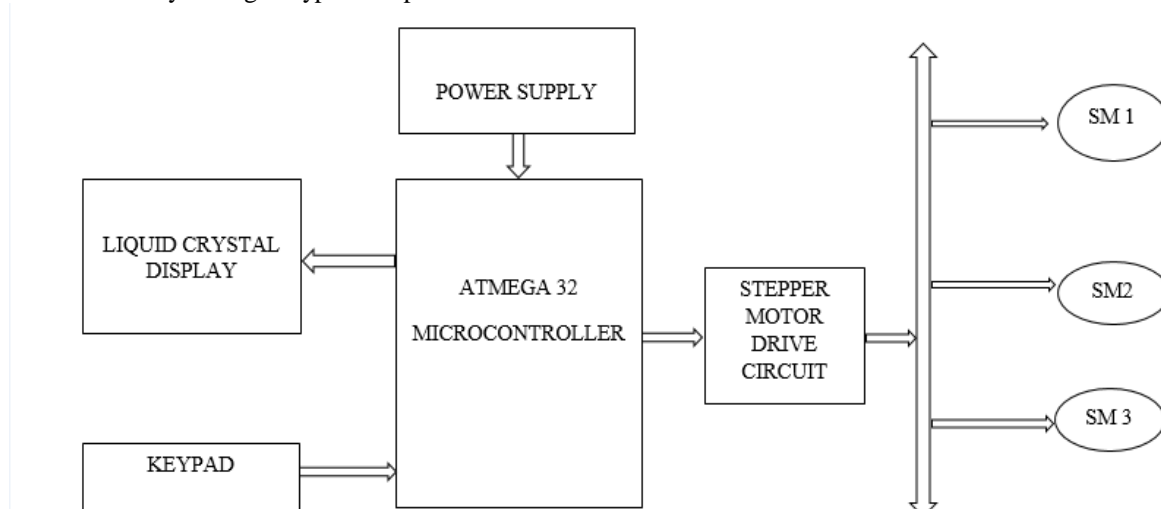 POWER SUPPLY
SM 1
LIQUID CRYSTAL
DISPLAY
ATMEGA 32
MICROCONTROLLER
STEPPER
MOTOR
DRIVE
CIRCUIT
SM2
SM 3
KEYPAD